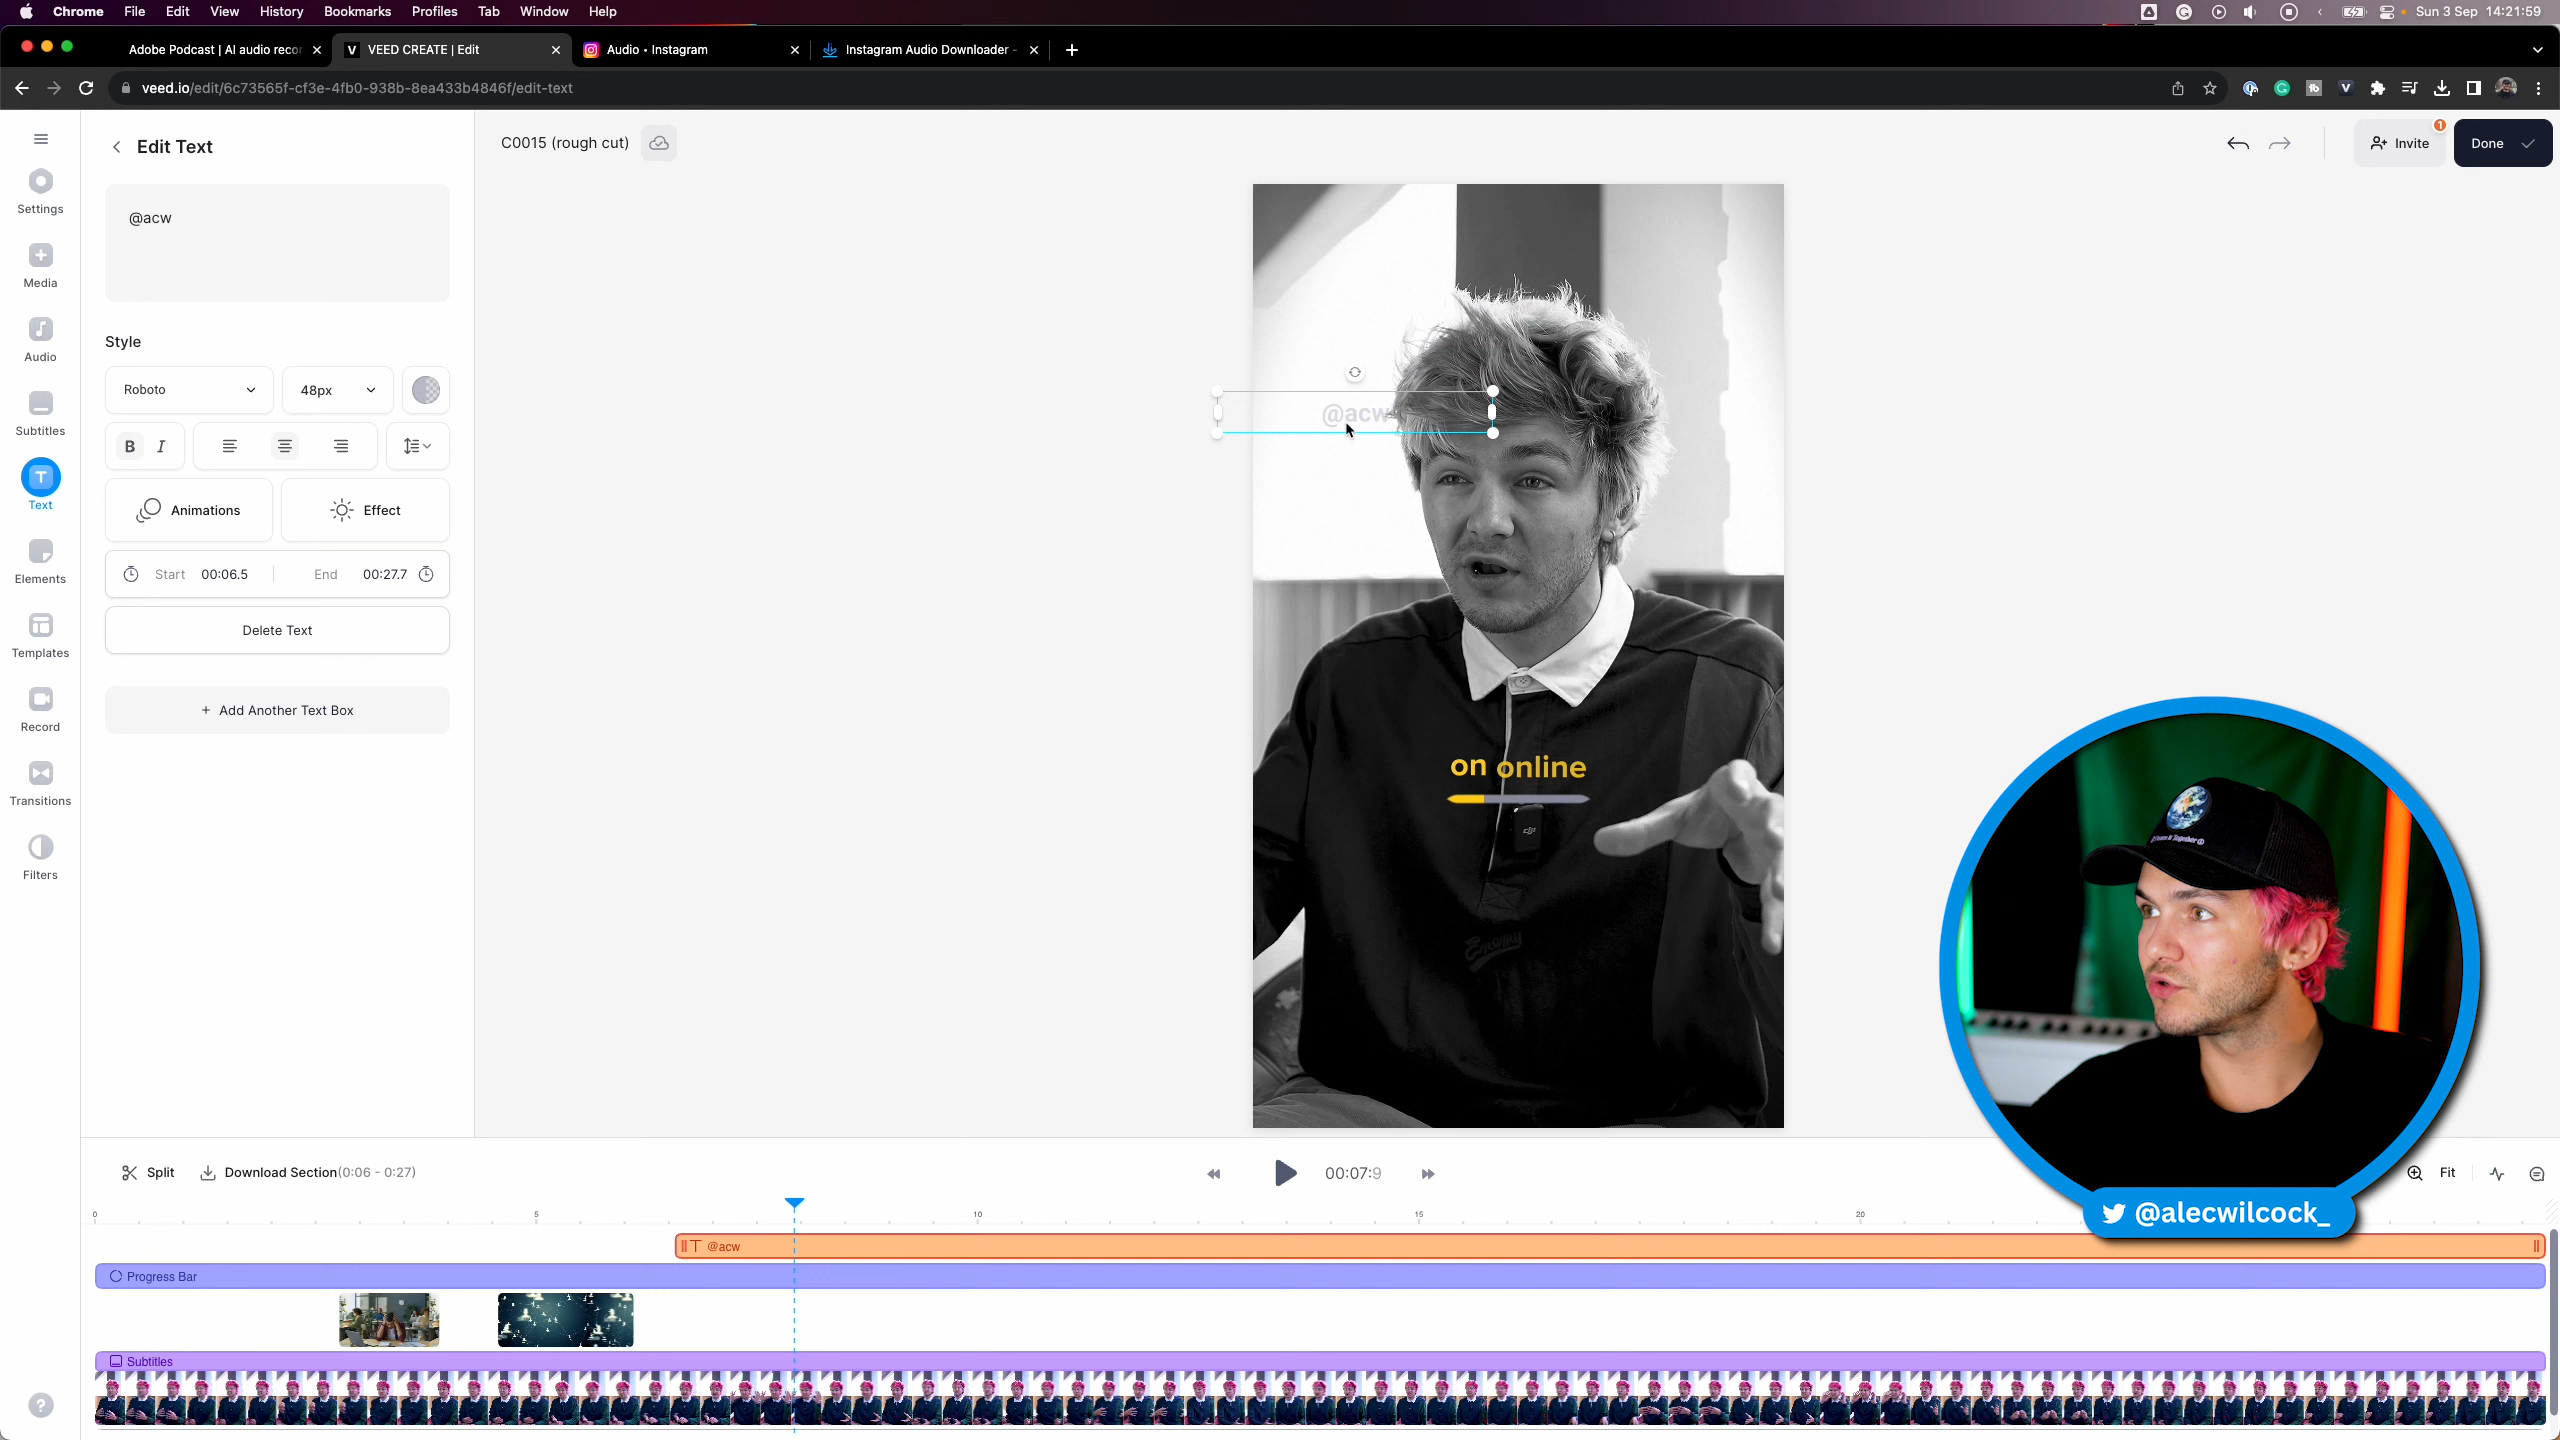 Chrome File Edit View History Bookmarks Profiles Tab Window Help
Sun 3 Sep 14:21:59
Adobe Podcast | AI audio recor
VEED CREATE | Edit
Audio • Instagram
Instagram Audio Downloader -
veed.io/edit/6c73565f-cf3e-4fb0-938b-8ea433b4846f/edit-text
Edit Text
C0015 (rough cut)
1
Invite
Done
Settings
Media
Audio
Subtitles
Text
Elements
Templates
Record
Transitions
Filters
@acw
Style
Roboto
48px
B I
Animations
Effect
Start 00:06.5
End 00:27.7
Delete Text
+ Add Another Text Box
@acw
on online
dji
Enemy
@alecwilcock_
Split
Download Section(0:06 - 0:27)
00:07:9
Fit
0 5 10 15 20
T @acw
Progress Bar
Subtitles
?